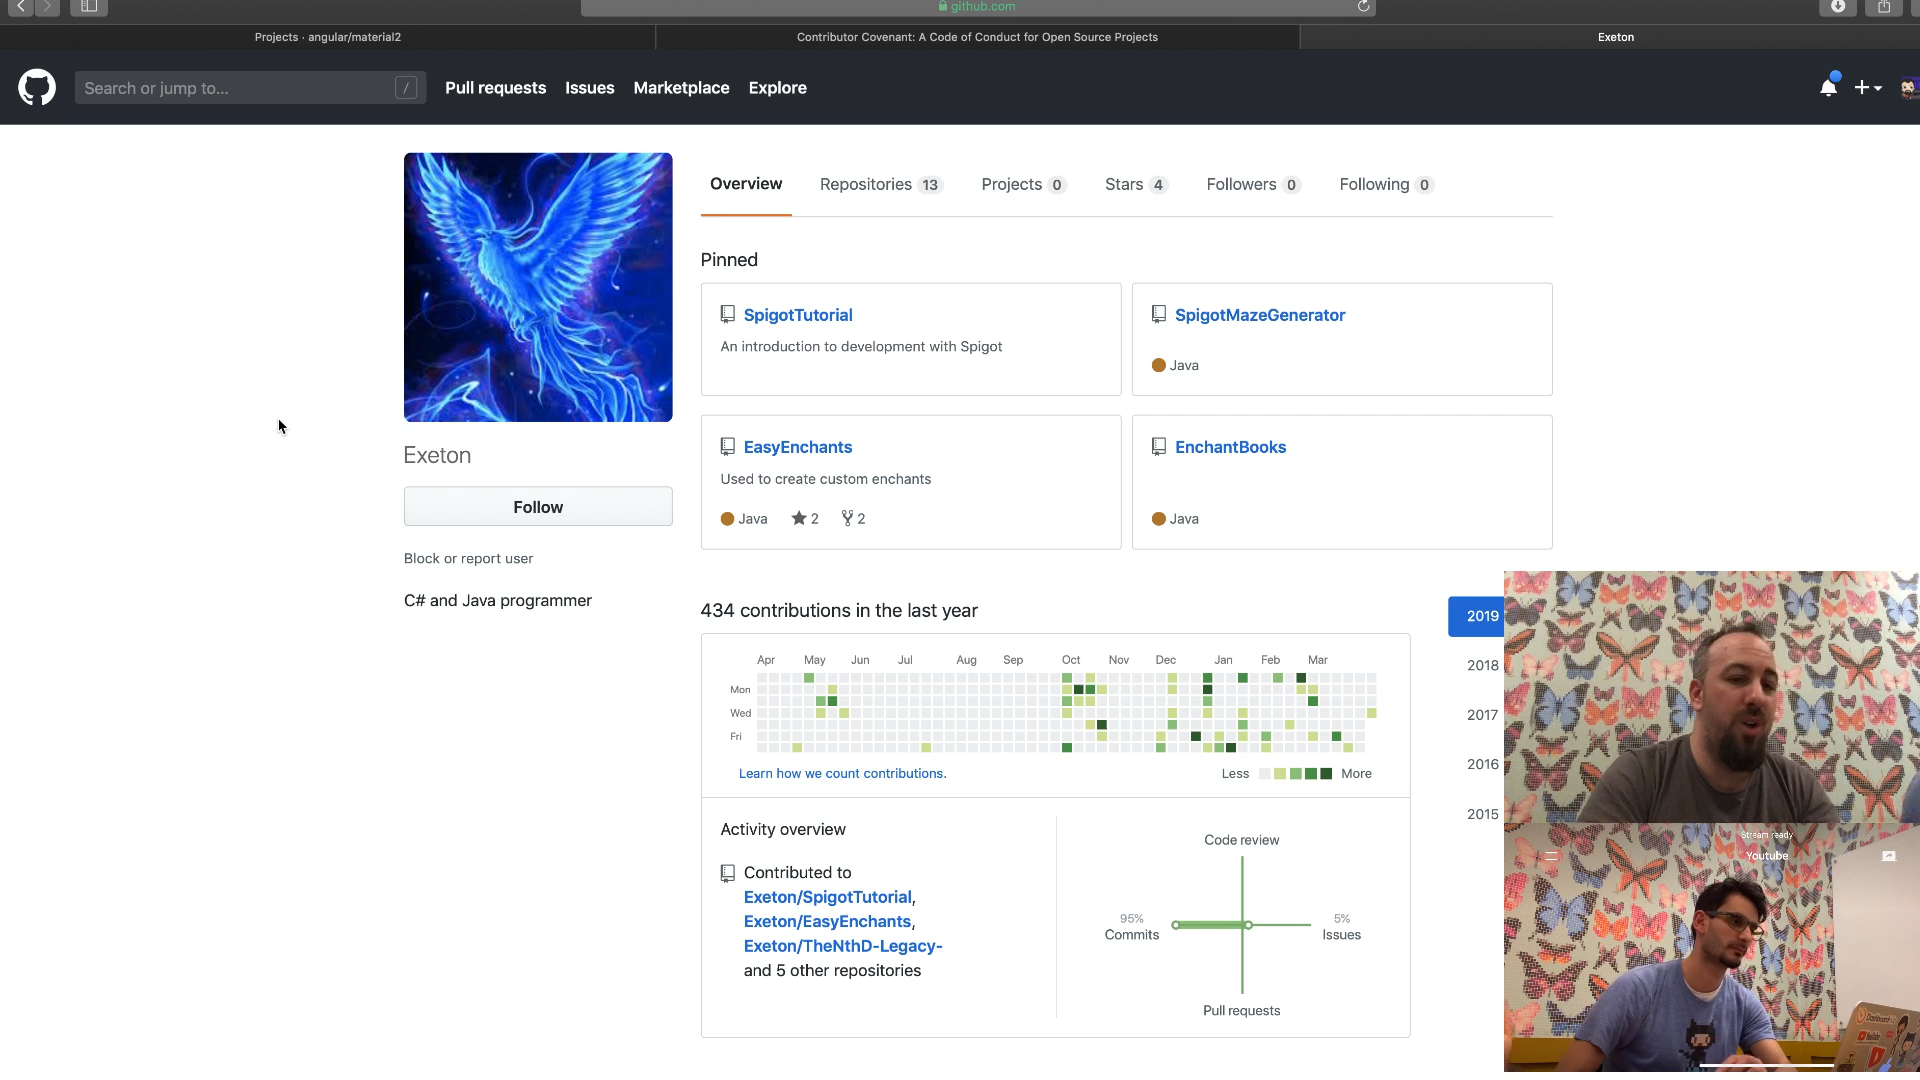 github.com
Projects · angular/material2
Contributor Covenant: A Code of Conduct for Open Source Projects
Exeton
Search or jump to...
/
Pull requests
Issues
Marketplace
Explore
Overview
Repositories 13
Projects 0
Stars 4
Followers 0
Following 0
Pinned
SpigotTutorial
An introduction to development with Spigot
SpigotMazeGenerator
Java
EasyEnchants
Used to create custom enchants
Java
2
2
EnchantBooks
Java
Exeton
Follow
Block or report user
C# and Java programmer
434 contributions in the last year
2019
2018
2017
2016
2015
Apr May Jun Jul Aug Sep Oct Nov Dec Jan Feb Mar
Mon
Wed
Fri
Learn how we count contributions.
Less
More
Activity overview
Contributed to
Exeton/SpigotTutorial,
Exeton/EasyEnchants,
Exeton/TheNthD-Legacy-
and 5 other repositories
Code review
95%
Commits
5%
Issues
Pull requests
Stream ready
Youtube